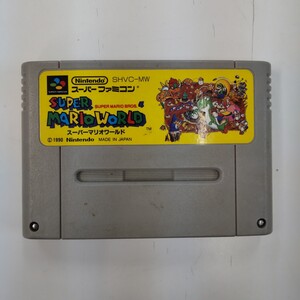 Nintendo SHVC-MW
スーパーファミコン
SUPER MARIO BROS. 4
SUPER
MARIO WORLD
スーパーマリオワールド
TM
© 1990 Nintendo MADE IN JAPAN